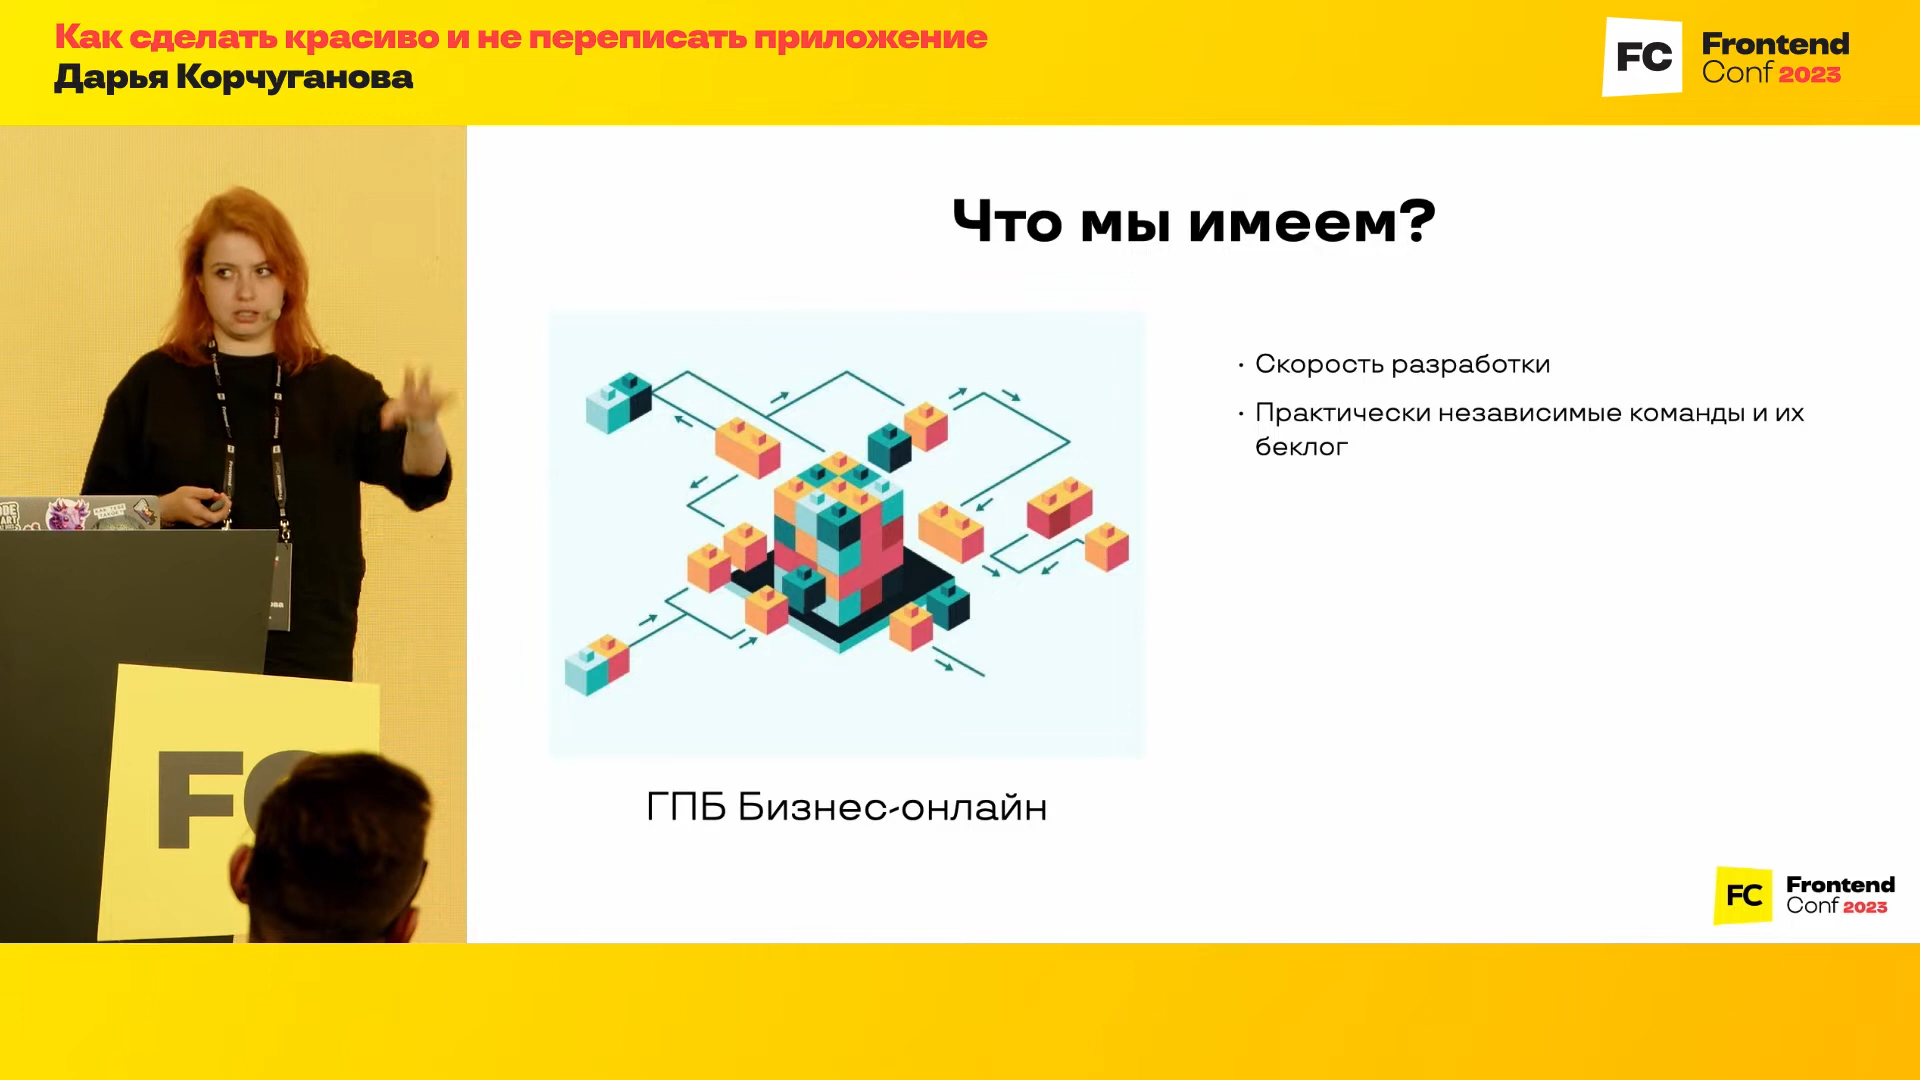 Как сделать красиво и не переписать приложение
Дарья Корчуганова
FC
Frontend
Conf 2023
Что мы имеем?
• Скорость разработки
• Практически независимые команды и их
беклог
ГПБ Бизнес-онлайн
FC
Frontend
Conf 2023